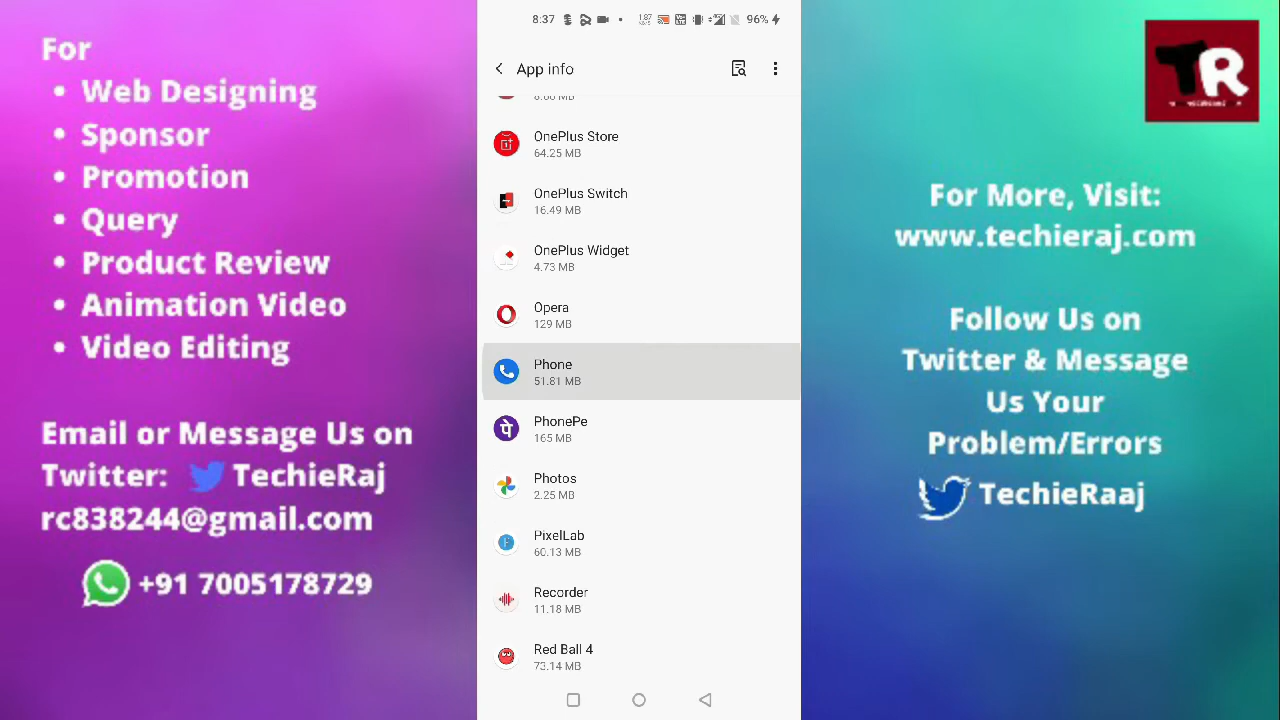 For
• Web Designing
• Sponsor
• Promotion
• Query
• Product Review
• Animation Video
• Video Editing
Email or Message Us on
Twitter: TechieRaj
rc838244@gmail.com
+91 7005178729
8:37
1.87
96%
App info
OnePlus Store
64.25 MB
OnePlus Switch
16.49 MB
OnePlus Widget
4.73 MB
Opera
129 MB
Phone
51.81 MB
PhonePe
165 MB
Photos
2.25 MB
PixelLab
60.13 MB
Recorder
11.18 MB
Red Ball 4
73.14 MB
TR
For More, Visit:
www.techieraj.com
Follow Us on
Twitter & Message
Us Your
Problem/Errors
TechieRaaj